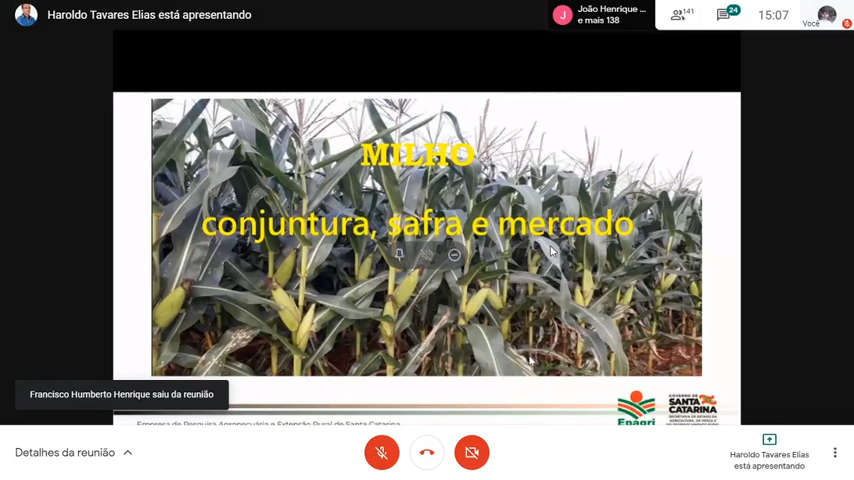 Haroldo Tavares Elias está apresentando
J
João Henrique ...
e mais 138
141
24
15:07
Você
MILHO
conjuntura, safra e mercado
Francisco Humberto Henrique saiu da reunião
GOVERNO DE
SANTA
CATARINA
Epagri
Empresa de Pesquisa Agropecuária e Extensão Rural de Santa Catarina
Detalhes da reunião
Haroldo Tavares Elias
está apresentando